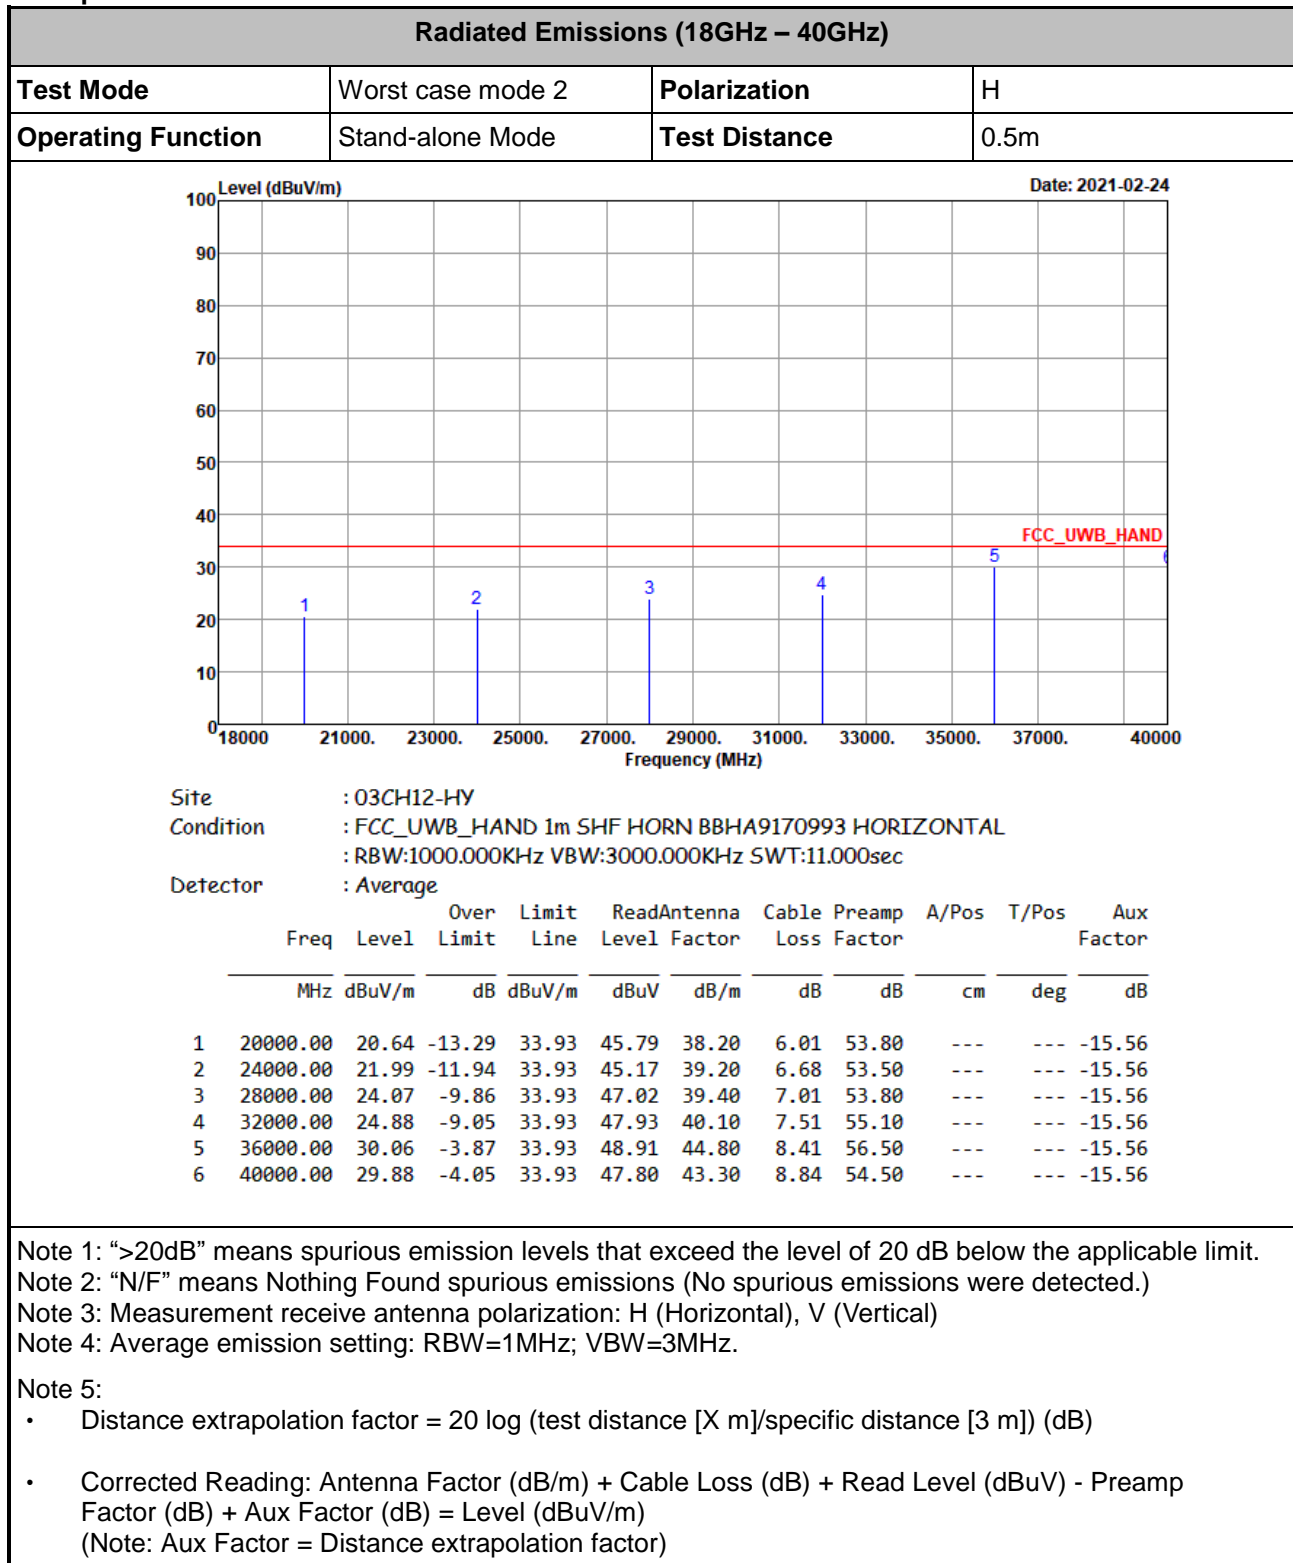 Radiated Emissions (18GHz – 40GHz)
Test Mode Worst case mode 2 Polarization H
Operating Function Stand-alone Mode Test Distance 0.5m
Level (dBuV/m) Date: 2021-02-24
100
90
80
70
60
50
40
FCC_UWB_HAND
30
20
10
0
1 2 3 4 5 6
18000 21000. 23000. 25000. 27000. 29000. 31000. 33000. 35000. 37000. 40000
Frequency (MHz)
Site : 03CH12-HY
Condition : FCC_UWB_HAND 1m SHF HORN BBHA9170993 HORIZONTAL
: RBW:1000.000KHz VBW:3000.000KHz SWT:11.000sec
Detector : Average
Over Limit ReadAntenna Cable Preamp A/Pos T/Pos Aux
Freq Level Limit Line Level Factor Loss Factor Factor
MHz dBuV/m dB dBuV/m dBuV dB/m dB dB cm deg dB
1 20000.00 20.64 -13.29 33.93 45.79 38.20 6.01 53.80 --- --- -15.56
2 24000.00 21.99 -11.94 33.93 45.17 39.20 6.68 53.50 --- --- -15.56
3 28000.00 24.07 -9.86 33.93 47.02 39.40 7.01 53.80 --- --- -15.56
4 32000.00 24.88 -9.05 33.93 47.93 40.10 7.51 55.10 --- --- -15.56
5 36000.00 30.06 -3.87 33.93 48.91 44.80 8.41 56.50 --- --- -15.56
6 40000.00 29.88 -4.05 33.93 47.80 43.30 8.84 54.50 --- --- -15.56
Note 1: “>20dB” means spurious emission levels that exceed the level of 20 dB below the applicable limit.
Note 2: “N/F” means Nothing Found spurious emissions (No spurious emissions were detected.)
Note 3: Measurement receive antenna polarization: H (Horizontal), V (Vertical)
Note 4: Average emission setting: RBW=1MHz; VBW=3MHz.
Note 5:
• Distance extrapolation factor = 20 log (test distance [X m]/specific distance [3 m]) (dB)
• Corrected Reading: Antenna Factor (dB/m) + Cable Loss (dB) + Read Level (dBuV) - Preamp
Factor (dB) + Aux Factor (dB) = Level (dBuV/m)
(Note: Aux Factor = Distance extrapolation factor)